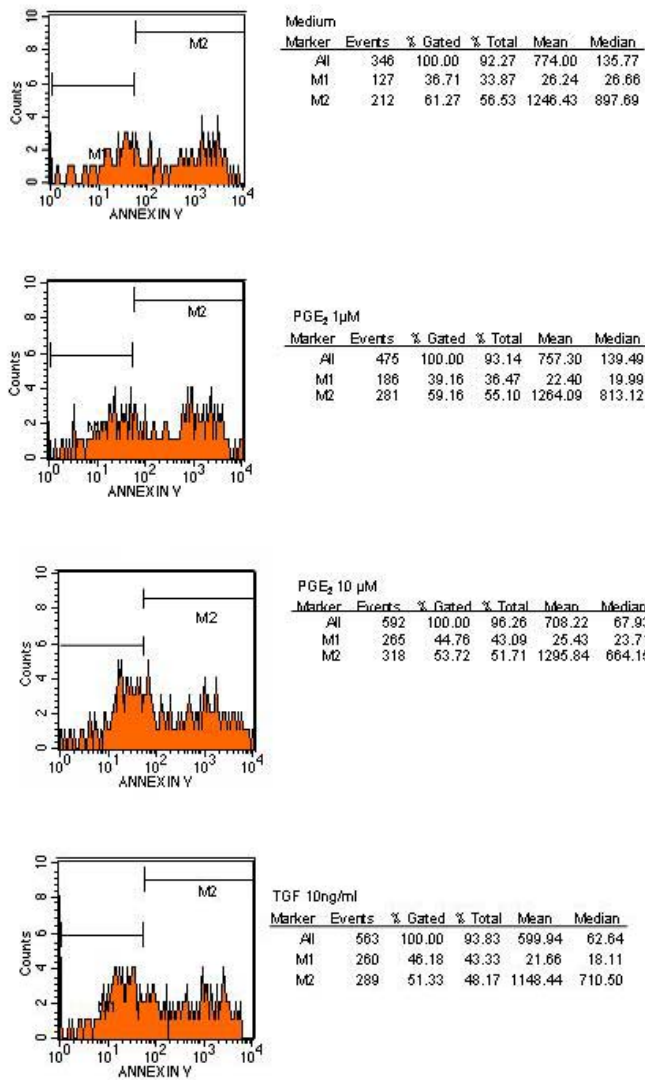 Medium
Marker Events % Gated % Total Mean Median
All 346 100.00 92.27 774.00 135.77
M1 127 36.71 33.87 26.24 26.66
M2 212 61.27 56.53 1246.43 897.69
Counts
0 2 4 6 8 10
M2
M1
10^0 10^1 10^2 10^3 10^4
ANNEXIN V
PGE₂ 1µM
Marker Events % Gated % Total Mean Median
All 475 100.00 93.14 757.30 139.49
M1 186 39.16 36.47 22.40 19.99
M2 281 59.16 55.10 1264.09 813.12
Counts
0 2 4 6 8 10
M2
10^0 10^1 10^2 10^3 10^4
ANNEXIN V
PGE₂ 10 µM
Marker Events % Gated % Total Mean Median
All 592 100.00 96.26 708.22 67.93
M1 265 44.76 43.09 25.43 23.71
M2 318 53.72 51.71 1295.84 664.15
Counts
0 2 4 6 8 10
M2
10^0 10^1 10^2 10^3 10^4
ANNEXIN V
TGF 10ng/ml
Marker Events % Gated % Total Mean Median
All 563 100.00 93.83 599.94 62.64
M1 260 46.18 43.33 21.66 18.11
M2 289 51.33 48.17 1148.44 710.50
Counts
0 2 4 6 8 10
M2
10^0 10^1 10^2 10^3 10^4
ANNEXIN V